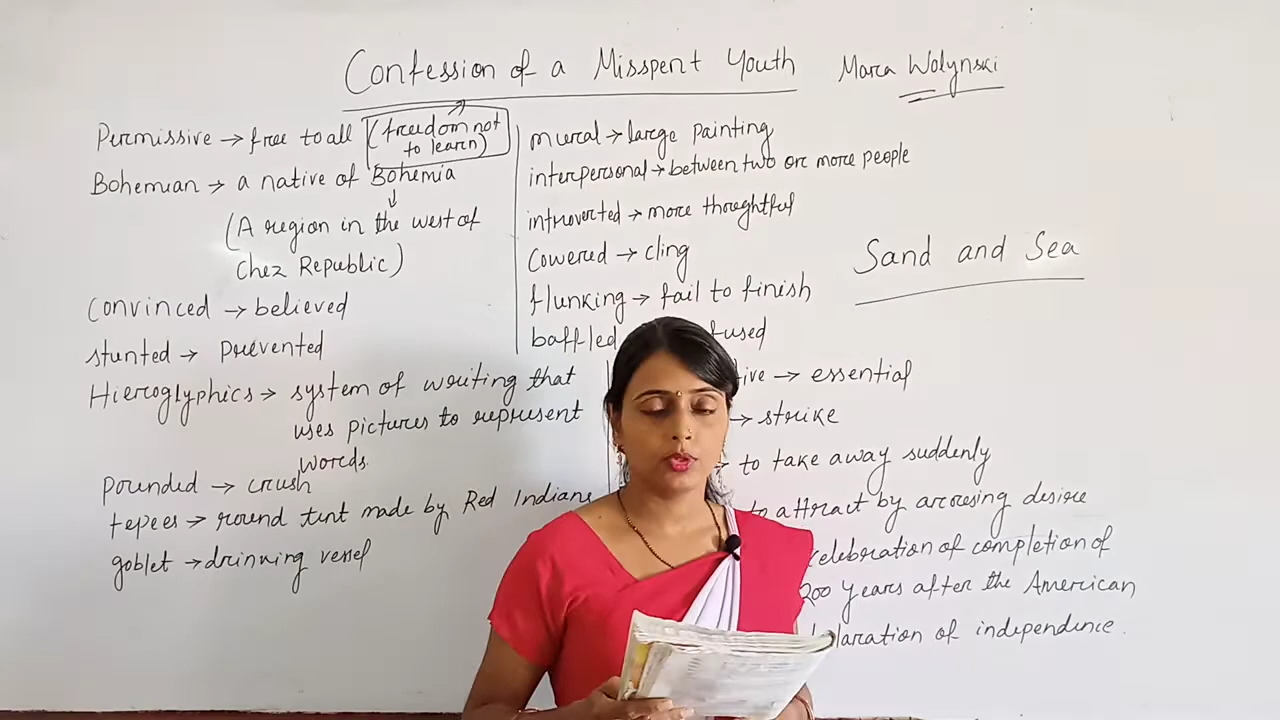 Confession of a Misspent Youth
Mara Wolynski
Permissive → free to all (freedom not
to learn)
Bohemian → a native of Bohemia
(A region in the west of
Chez Republic)
Convinced → believed
stunted → prevented
Hieroglyphics → system of writing that
uses pictures to represent
words.
pounded → crush
tepees → round tent made by Red Indians
goblet → drinking vessel
mural → large painting
interpersonal → between two or more people
introverted → more thoughtful
Cowered → cling
flunking → fail to finish
baffled
Sand and Sea
→ essential
→ strike
→ to take away suddenly
to attract by arousing desire
celebration of completion of
200 years after the American
of independence.